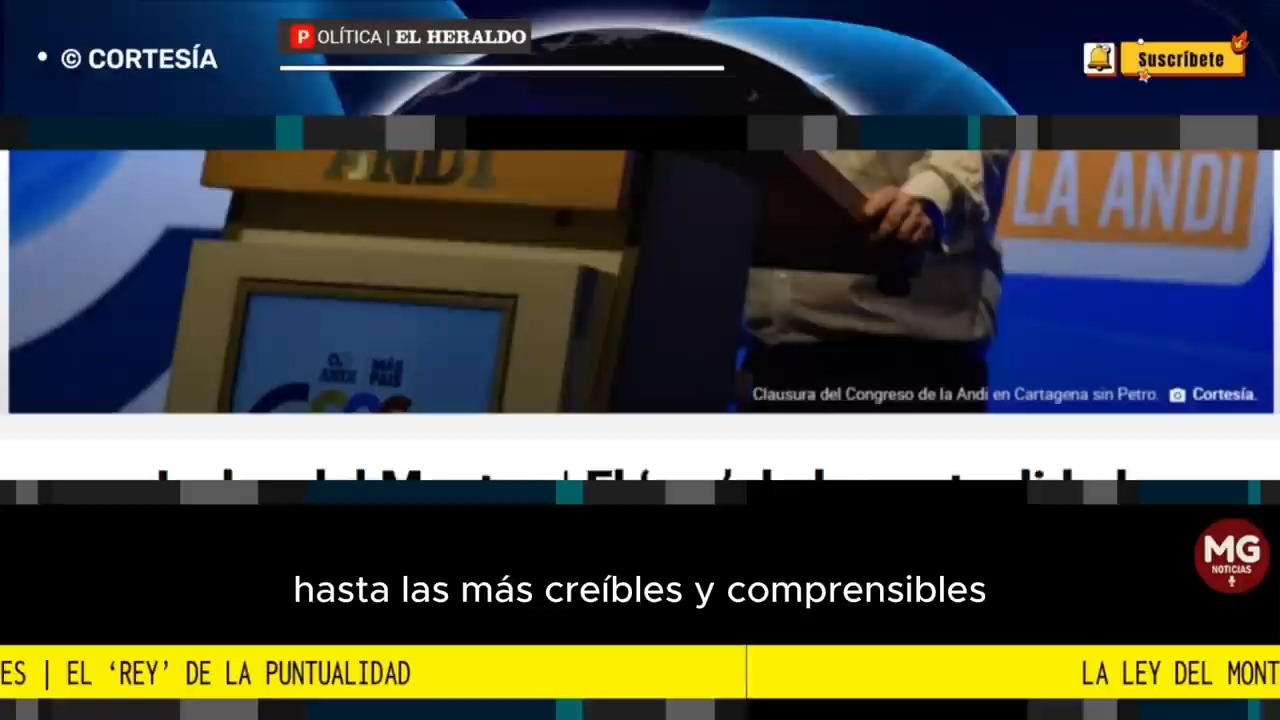 • © CORTESÍA
POLÍTICA | EL HERALDO
Suscríbete
ANDI
LA ANDI
MÁS
PAÍS
Clausura del Congreso de la Andi en Cartagena sin Petro. Cortesía.
MG
NOTICIAS
hasta las más creíbles y comprensibles
ES | EL ‘REY’ DE LA PUNTUALIDAD
LA LEY DEL MONT